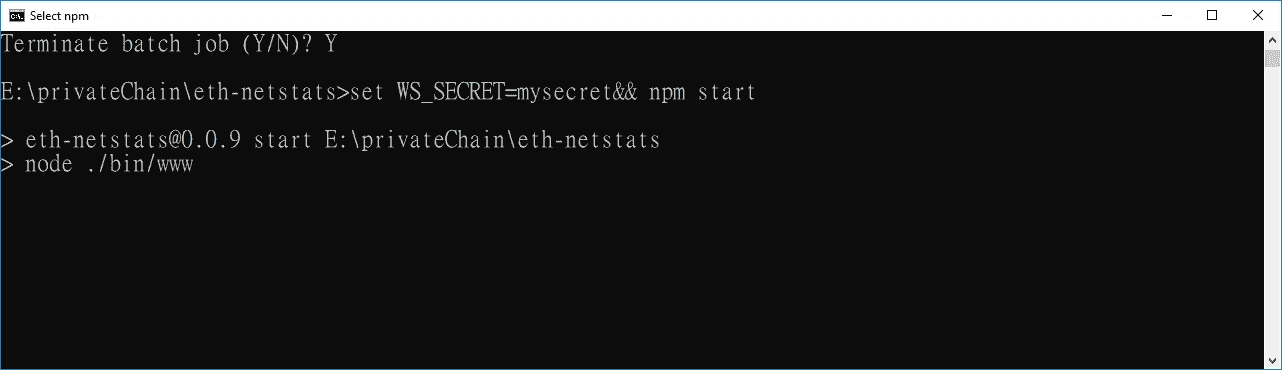 Select npm
Terminate batch job (Y/N)? Y
E:\privateChain\eth-netstats>set WS_SECRET=mysecret&& npm start
> eth-netstats@0.0.9 start E:\privateChain\eth-netstats
> node ./bin/www